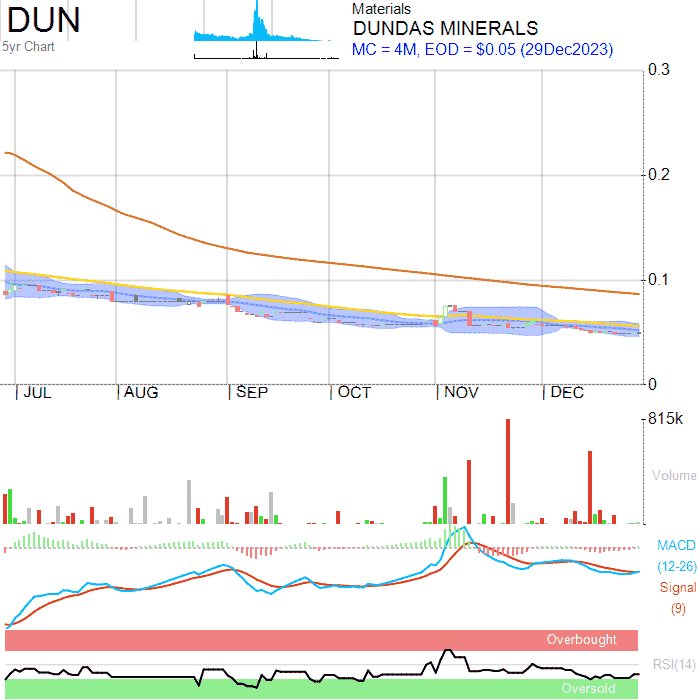 DUN
5yr Chart
Materials
DUNDAS MINERALS
MC = 4M, EOD = $0.05 (29Dec2023)
0.3
0.2
0.1
0
JUL AUG SEP OCT NOV DEC
815k
Volume
MACD
(12-26)
Signal
(9)
Overbought
RSI(14)
Oversold